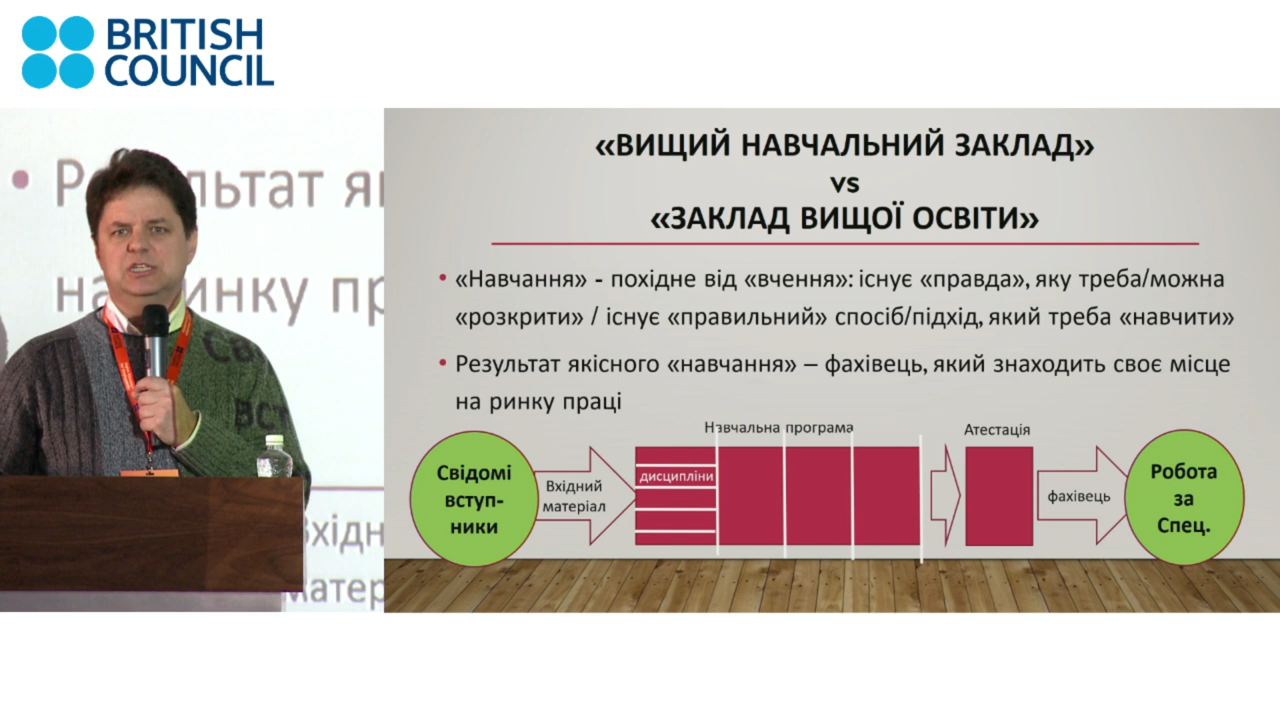 BRITISH
COUNCIL
Результат як
на ринку пр
Св
вст
Вхідн
матер
«ВИЩИЙ НАВЧАЛЬНИЙ ЗАКЛАД»
vs
«ЗАКЛАД ВИЩОЇ ОСВІТИ»
• «Навчання» - похідне від «вчення»: існує «правда», яку треба/можна
«розкрити» / існує «правильний» спосіб/підхід, який треба «навчити»
• Результат якісного «навчання» – фахівець, який знаходить своє місце
на ринку праці
Навчальна програма
Атестація
Свідомі
вступ-
ники
Вхідний
матеріал
дисципліни
фахівець
Робота
за
Спец.